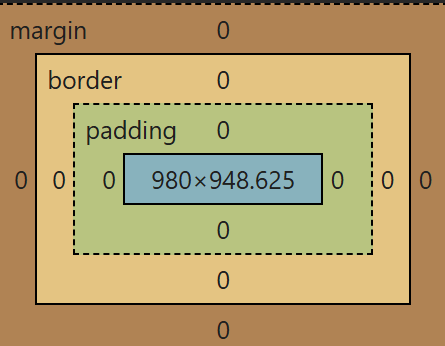 margin 0
border 0
padding 0
0 0 0 980×948.625 0 0 0
0
0
0